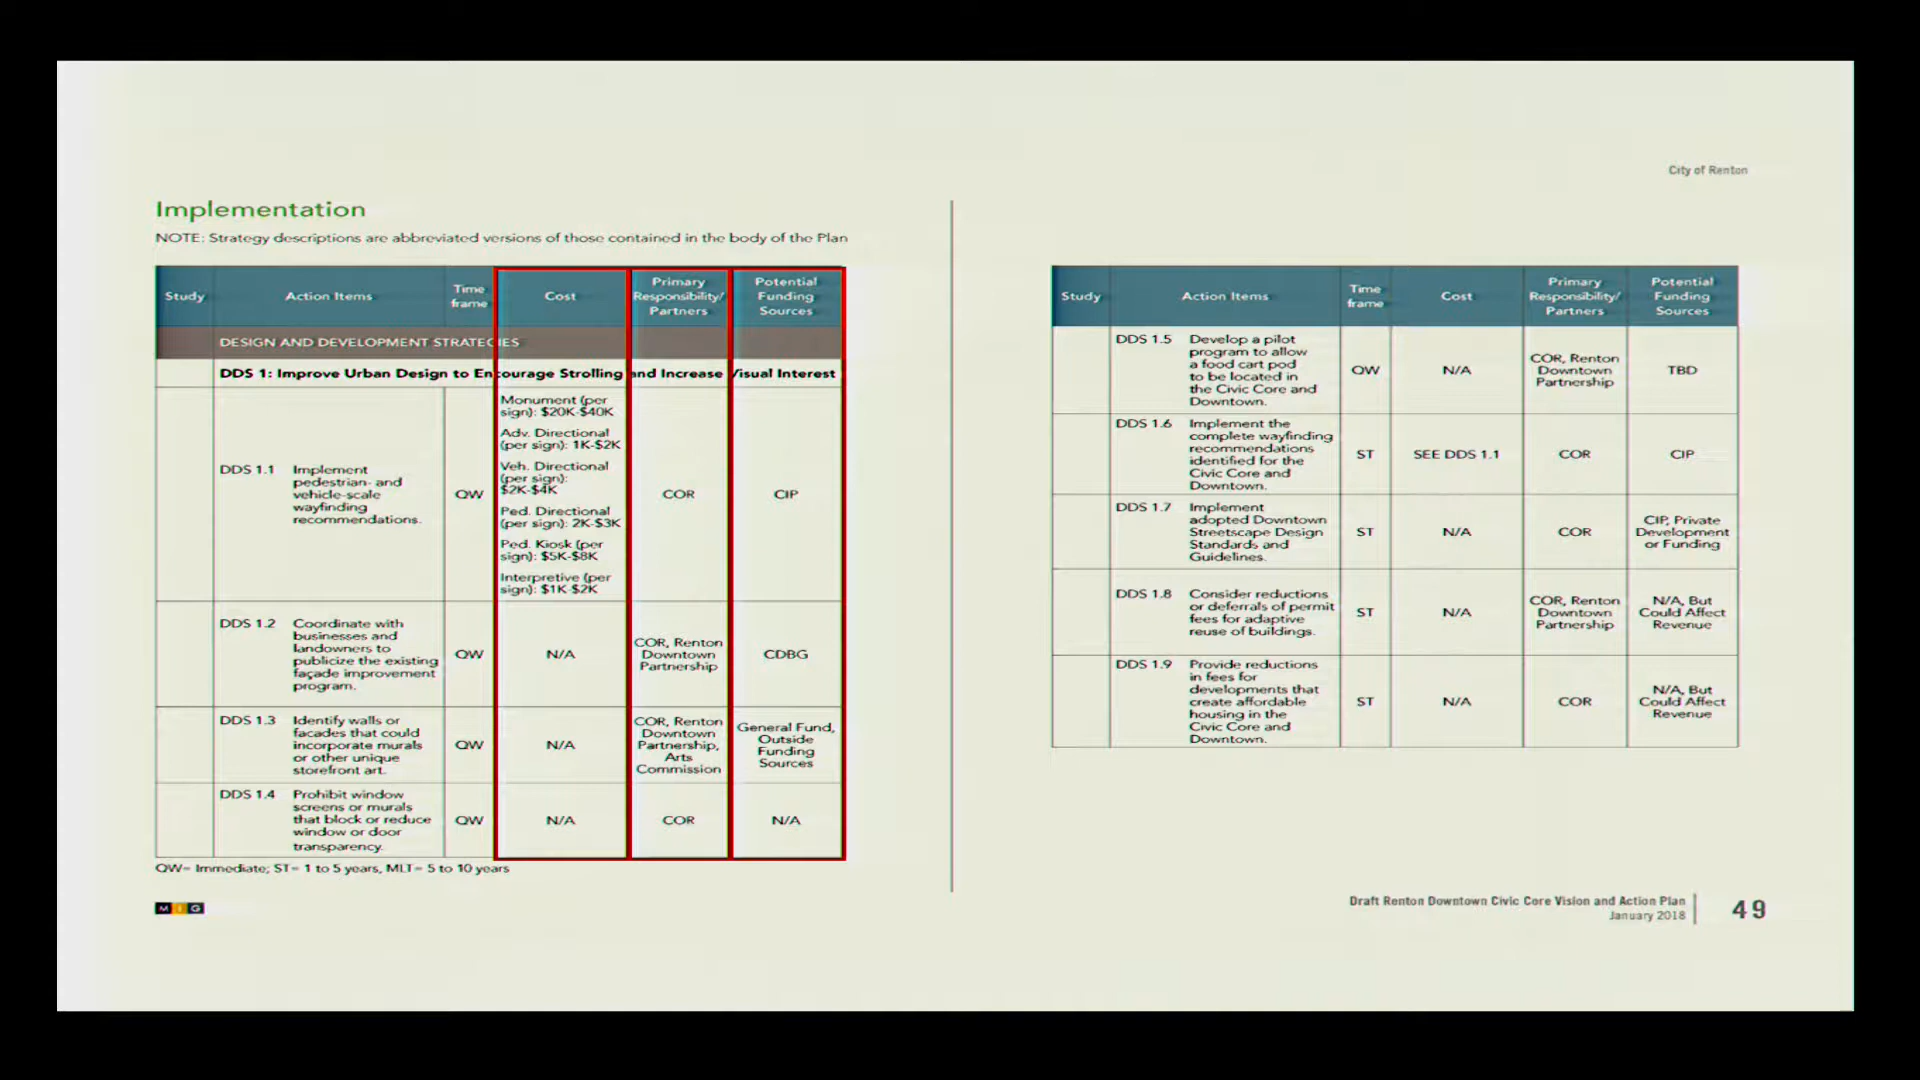 City of Renton
Implementation
NOTE: Strategy descriptions are abbreviated versions of those contained in the body of the Plan
Study
Action Items
Time
frame
Cost
Primary
Responsibility/
Partners
Potential
Funding
Sources
DESIGN AND DEVELOPMENT STRATEGIES
DDS 1: Improve Urban Design to Encourage Strolling and Increase Visual Interest
DDS 1.1
Implement
pedestrian- and
vehicle-scale
wayfinding
recommendations.
QW
Monument (per
sign): $20K-$40K
Adv. Directional
(per sign): 1K-$2K
Veh. Directional
(per sign):
$2K-$4K
Ped. Directional
(per sign): 2K-$3K
Ped. Kiosk (per
sign): $5K-$8K
Interpretive (per
sign): $1K-$2K
COR
CIP
DDS 1.2
Coordinate with
businesses and
landowners to
publicize the existing
façade improvement
program.
QW
N/A
COR, Renton
Downtown
Partnership
CDBG
DDS 1.3
Identify walls or
facades that could
incorporate murals
or other unique
storefront art.
QW
N/A
COR, Renton
Downtown
Partnership,
Arts
Commission
General Fund,
Outside
Funding
Sources
DDS 1.4
Prohibit window
screens or murals
that block or reduce
window or door
transparency.
QW
N/A
COR
N/A
QW= Immediate; ST= 1 to 5 years, MLT= 5 to 10 years
MIG
Study
Action Items
Time
frame
Cost
Primary
Responsibility/
Partners
Potential
Funding
Sources
DDS 1.5
Develop a pilot
program to allow
a food cart pod
to be located in
the Civic Core and
Downtown.
QW
N/A
COR, Renton
Downtown
Partnership
TBD
DDS 1.6
Implement the
complete wayfinding
recommendations
identified for the
Civic Core and
Downtown.
ST
SEE DDS 1.1
COR
CIP
DDS 1.7
Implement
adopted Downtown
Streetscape Design
Standards and
Guidelines.
ST
N/A
COR
CIP, Private
Development
or Funding
DDS 1.8
Consider reductions
or deferrals of permit
fees for adaptive
reuse of buildings.
ST
N/A
COR, Renton
Downtown
Partnership
N/A, But
Could Affect
Revenue
DDS 1.9
Provide reductions
in fees for
developments that
create affordable
housing in the
Civic Core and
Downtown.
ST
N/A
COR
N/A, But
Could Affect
Revenue
Draft Renton Downtown Civic Core Vision and Action Plan
January 2018
49